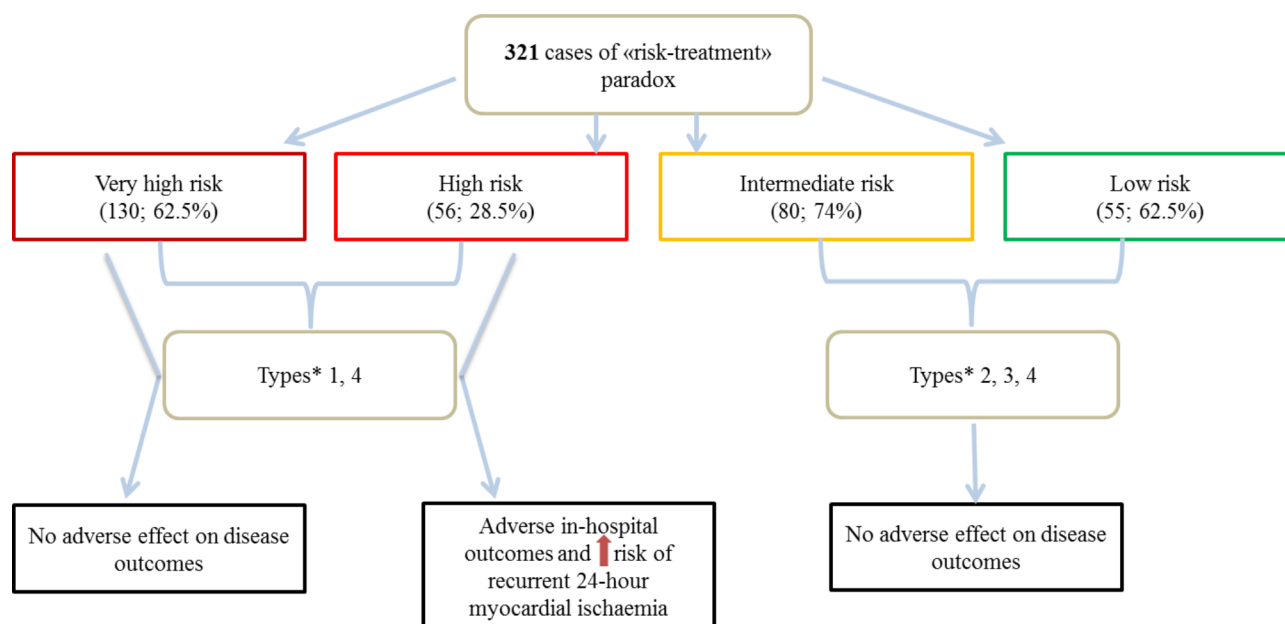 321 cases of «risk-treatment»
paradox
Very high risk
(130; 62.5%)
High risk
(56; 28.5%)
Intermediate risk
(80; 74%)
Low risk
(55; 62.5%)
Types* 1, 4
Types* 2, 3, 4
No adverse effect on disease
outcomes
Adverse in-hospital
outcomes and risk of
recurrent 24-hour
myocardial ischaemia
No adverse effect on disease
outcomes